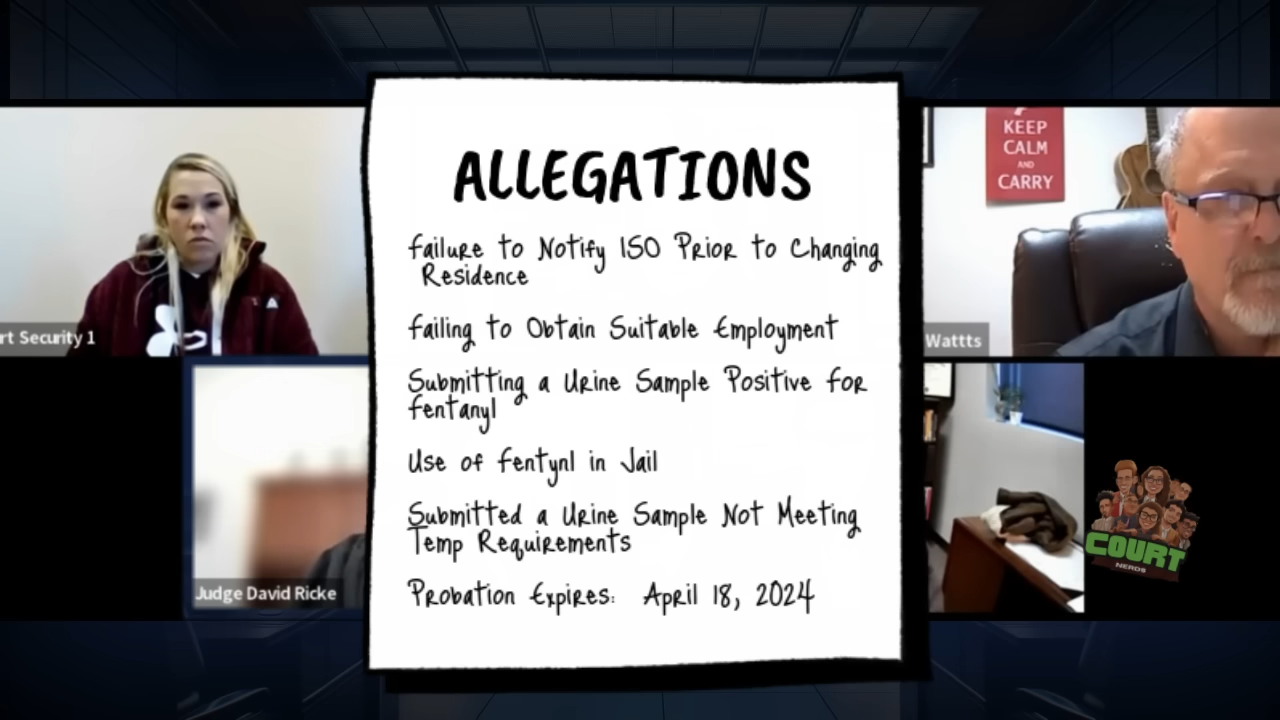 ALLEGATIONS
Failure to Notify ISO Prior to Changing
Residence
Failing to Obtain Suitable Employment
Submitting a Urine Sample Positive for
Fentanyl
Use of Fentynl in Jail
Submitted a Urine Sample Not Meeting
Temp Requirements
Probation Expires: April 18, 2024
rt Security 1
Judge David Ricke
KEEP
CALM
AND
CARRY
Wattts
COURT
NERDS